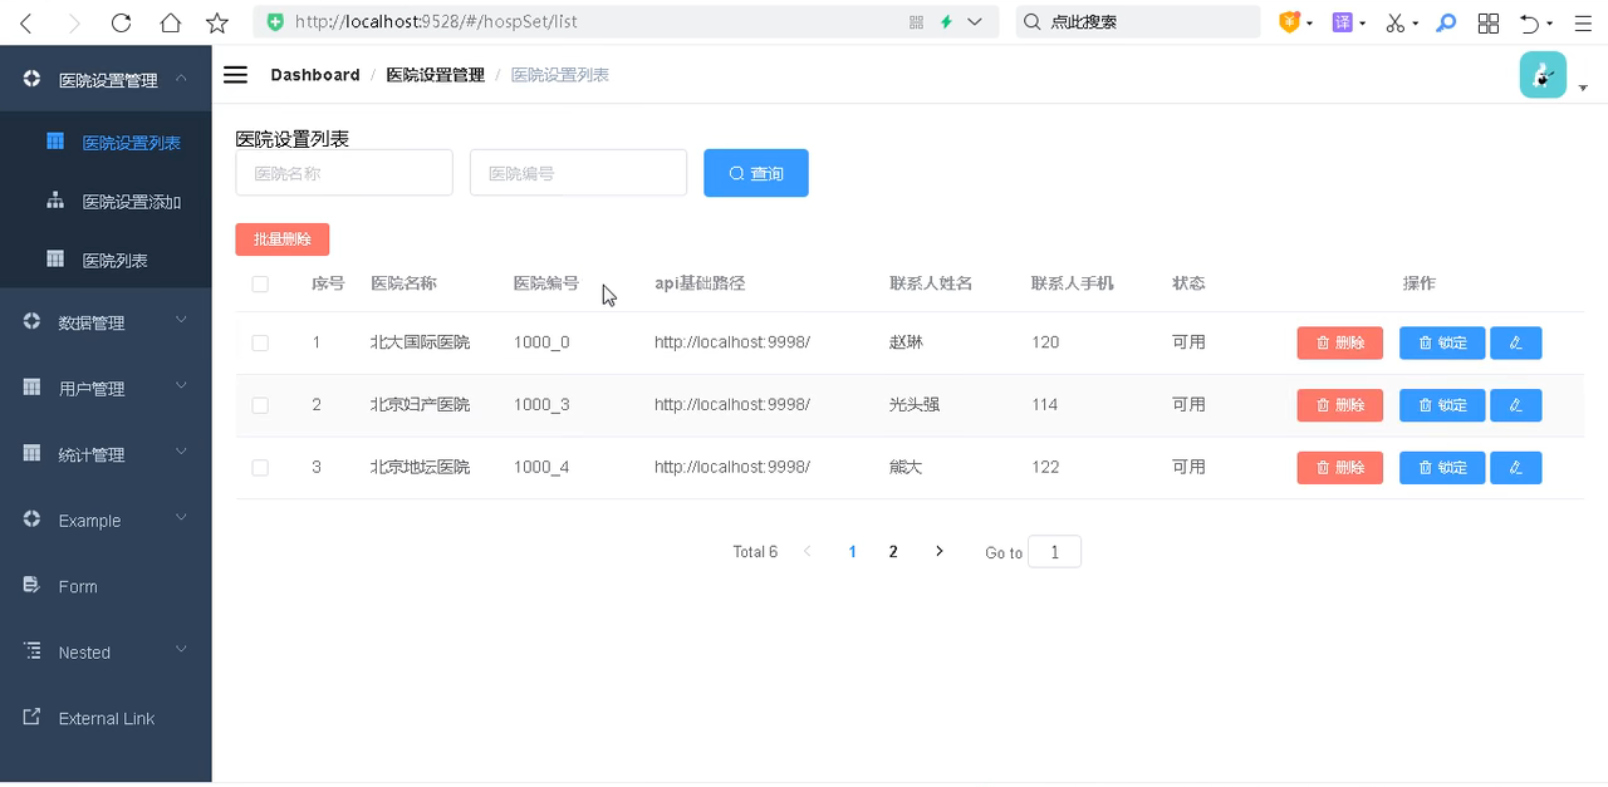 http://localhost:9528/#/hospSet/list
点此搜索
译
医院设置管理
医院设置列表
医院设置添加
医院列表
数据管理
用户管理
统计管理
Example
Form
Nested
External Link
Dashboard / 医院设置管理 / 医院设置列表
医院设置列表
医院名称 医院编号 查询
批量删除
序号 医院名称 医院编号 api基础路径 联系人姓名 联系人手机 状态 操作
1 北大国际医院 1000_0 http://localhost:9998/ 赵琳 120 可用 删除 锁定
2 北京妇产医院 1000_3 http://localhost:9998/ 光头强 114 可用 删除 锁定
3 北京地坛医院 1000_4 http://localhost:9998/ 熊大 122 可用 删除 锁定
Total 6 1 2 Go to 1